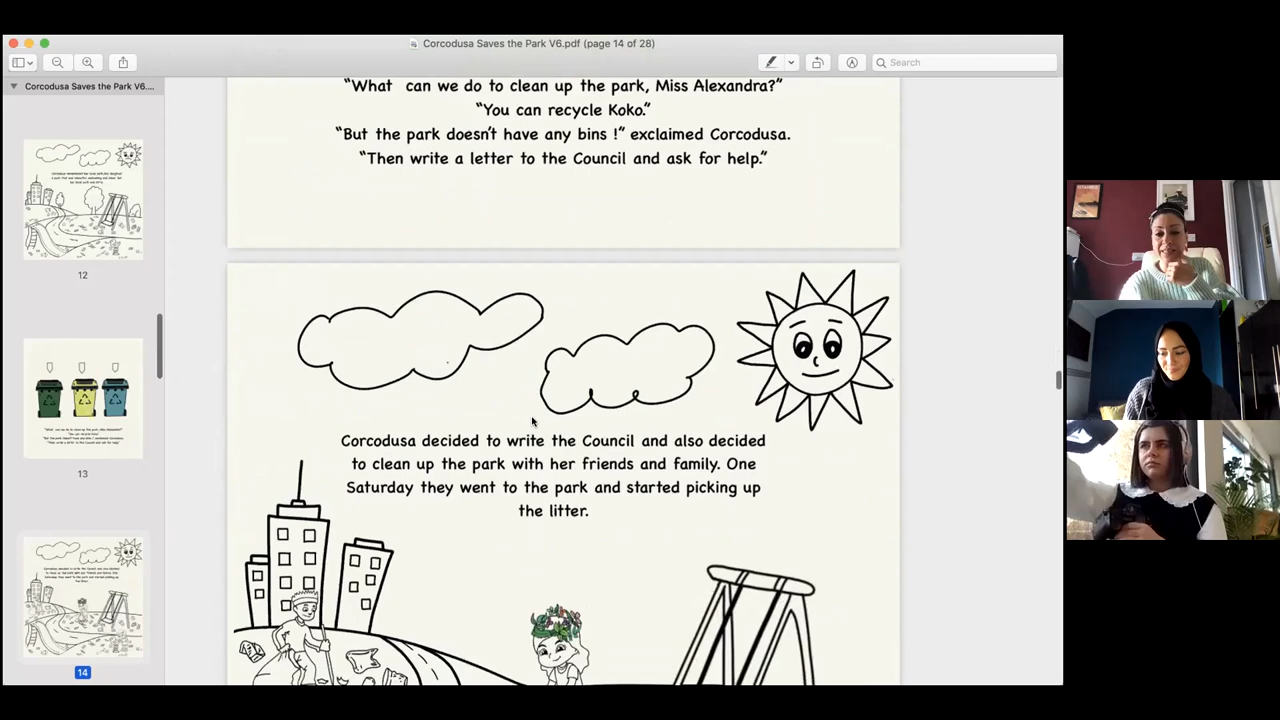 Corcodusa Saves the Park V6.pdf (page 14 of 28)
Search
Corcodusa Saves the Park V6....
12
13
14
"What can we do to clean up the park, Miss Alexandra?"
"You can recycle Koko."
"But the park doesn't have any bins !" exclaimed Corcodusa.
"Then write a letter to the Council and ask for help."
Corcodusa decided to write the Council and also decided
to clean up the park with her friends and family. One
Saturday they went to the park and started picking up
the litter.